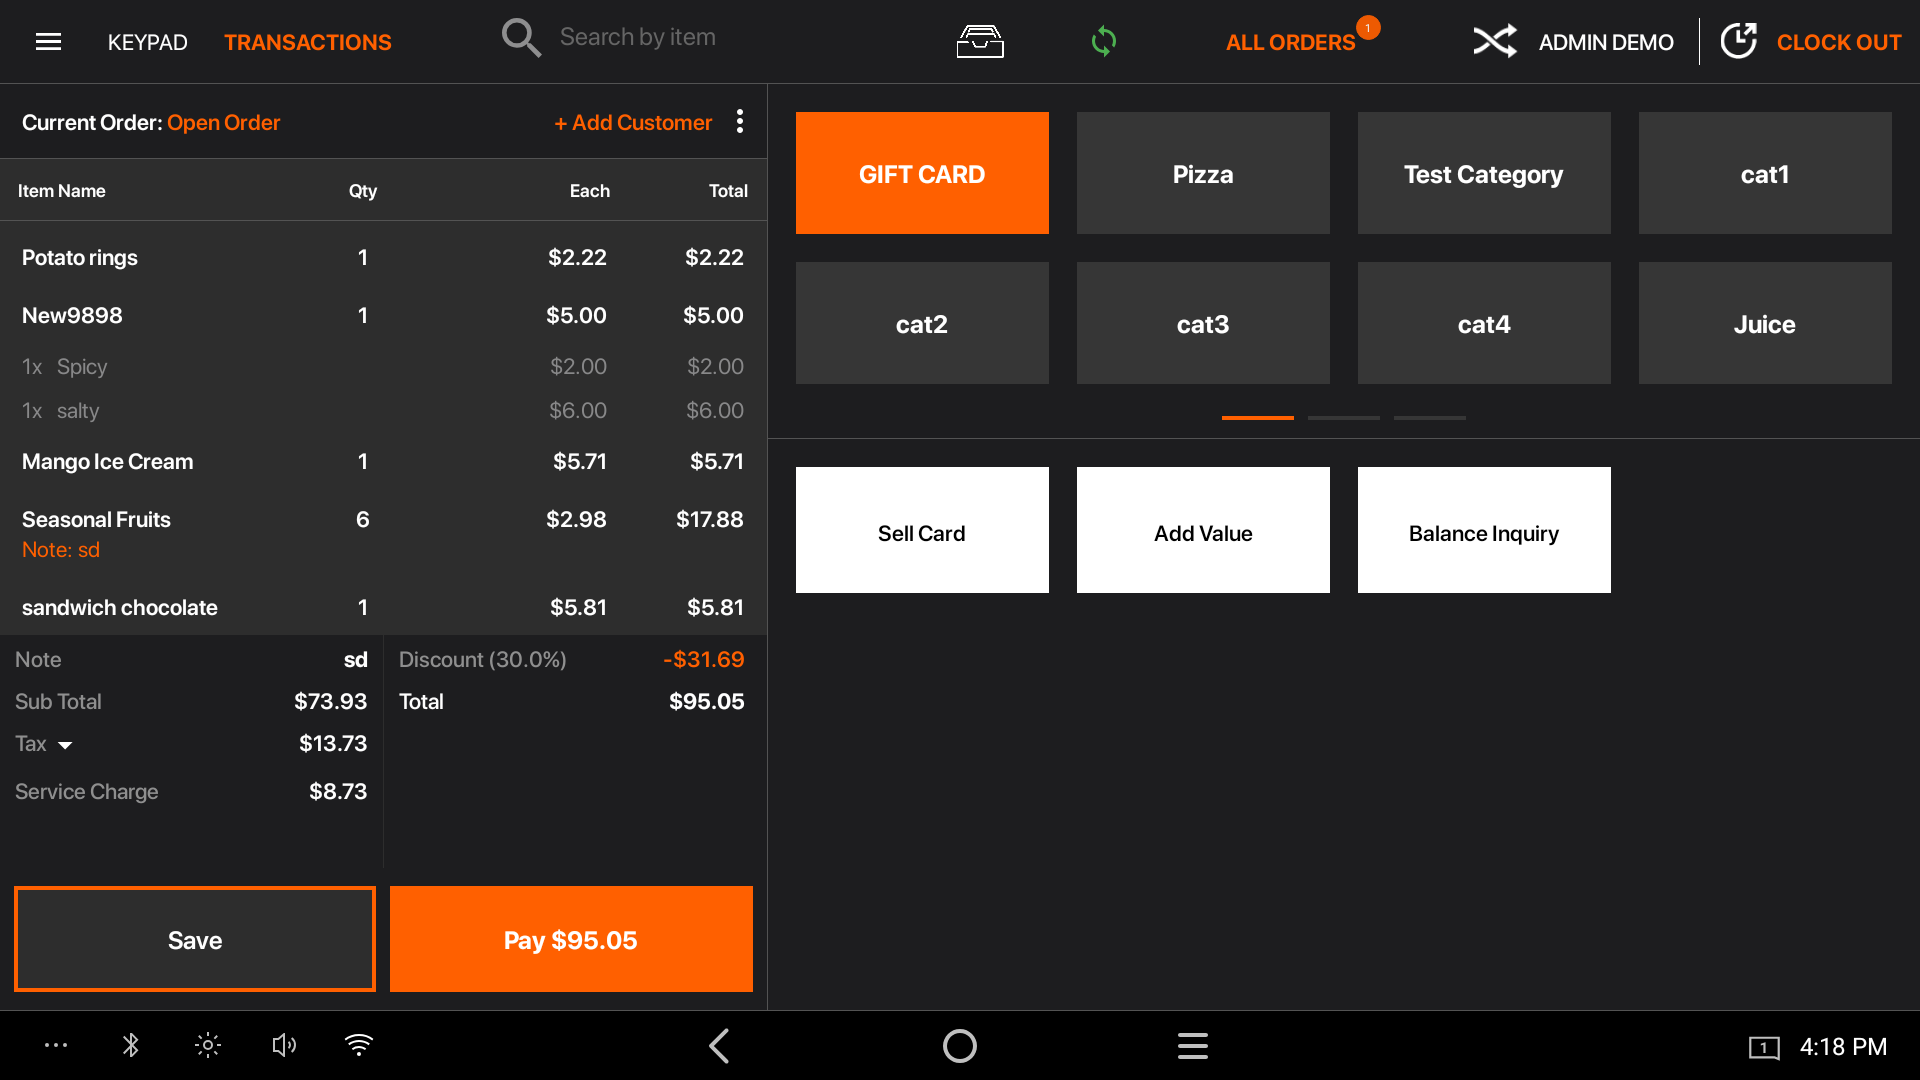 KEYPAD TRANSACTIONS Search by item ALL ORDERS 1 ADMIN DEMO CLOCK OUT
Current Order: Open Order + Add Customer
Item Name Qty Each Total
Potato rings 1 $2.22 $2.22
New9898 1 $5.00 $5.00
1x Spicy $2.00 $2.00
1x salty $6.00 $6.00
Mango Ice Cream 1 $5.71 $5.71
Seasonal Fruits 6 $2.98 $17.88
Note: sd
sandwich chocolate 1 $5.81 $5.81
Note sd
Sub Total $73.93
Tax $13.73
Service Charge $8.73
Discount (30.0%) -$31.69
Total $95.05
Save
Pay $95.05
GIFT CARD
Pizza
Test Category
cat1
cat2
cat3
cat4
Juice
Sell Card
Add Value
Balance Inquiry
1 4:18 PM